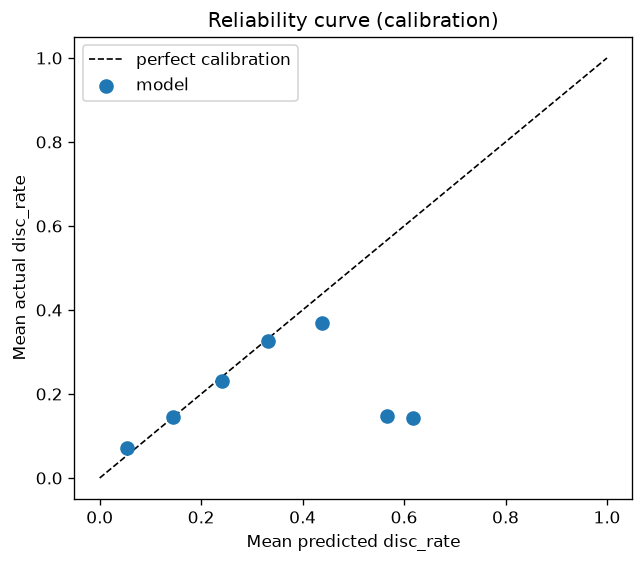 Reliability curve (calibration)
perfect calibration
model
Mean actual disc_rate
1.0
0.8
0.6
0.4
0.2
0.0
0.0 0.2 0.4 0.6 0.8 1.0
Mean predicted disc_rate